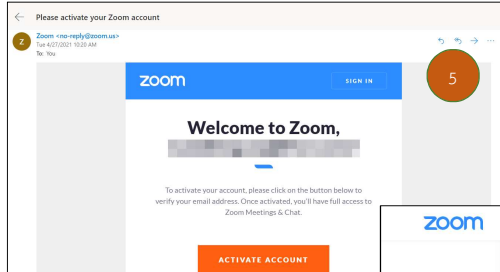 Please activate your Zoom account
Z
Zoom <no-reply@zoom.us>
Tue 4/27/2021 10:20 AM
To: You
5
zoom
SIGN IN
Welcome to Zoom,
To activate your account, please click on the button below to
verify your email address. Once activated, you'll have full access to
Zoom Meetings & Chat.
ACTIVATE ACCOUNT
zoom